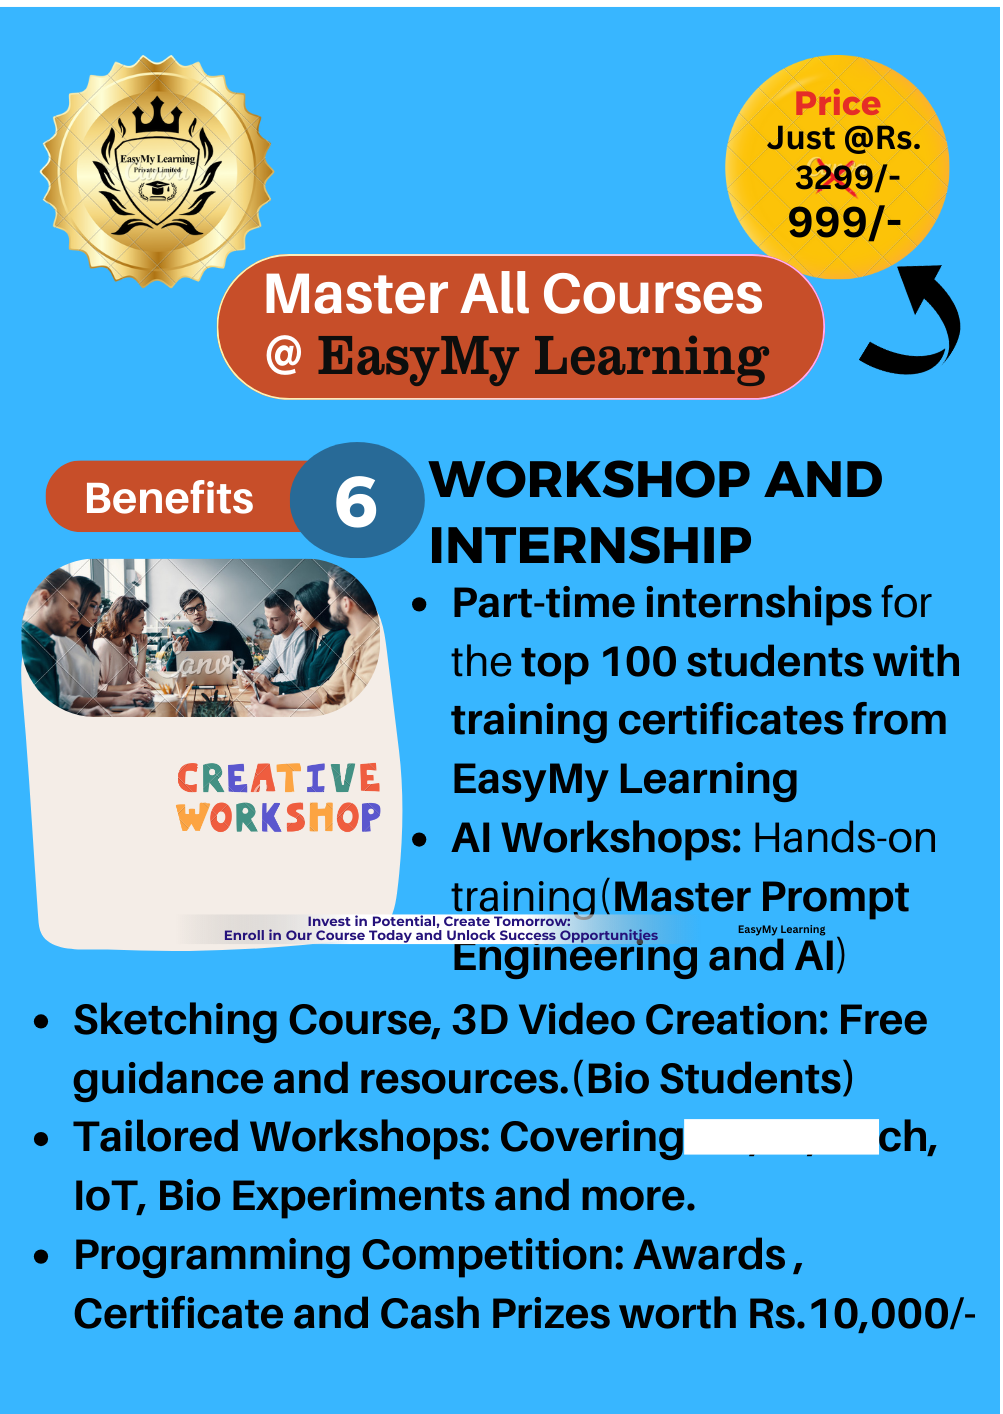 EasyMy Learning
Private Limited
Price
Just @Rs.
3299/-
999/-
Master All Courses
@ EasyMy Learning
Benefits
6
WORKSHOP AND
INTERNSHIP
• Part-time internships for
the top 100 students with
training certificates from
EasyMy Learning
• AI Workshops: Hands-on
training(Master Prompt
Engineering and AI)
Canva
CREATIVE
WORKSHOP
Invest in Potential, Create Tomorrow:
Enroll in Our Course Today and Unlock Success Opportunities
EasyMy Learning
• Sketching Course, 3D Video Creation: Free
guidance and resources.(Bio Students)
• Tailored Workshops: Covering ch,
IoT, Bio Experiments and more.
• Programming Competition: Awards ,
Certificate and Cash Prizes worth Rs.10,000/-